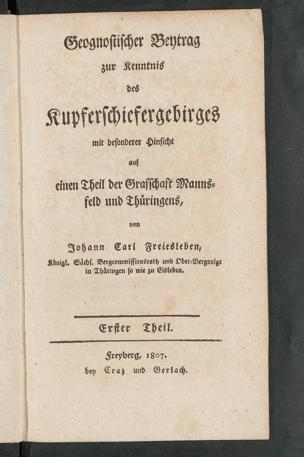 Geognostischer Beytrag
zur Kenntnis
des
Kupferschiefergebirges
mit besonderer Hinsicht
auf
einen Theil der Grafschaft Manns-
feld und Thüringens,
von
Johann Carl Freiesleben,
Königl. Sächs. Bergcommissionsrath und Ober-Bergvoigt
in Thüringen so wie zu Eisleben.
Erster Theil.
Freyberg, 1807.
bey Craz und Gerlach.